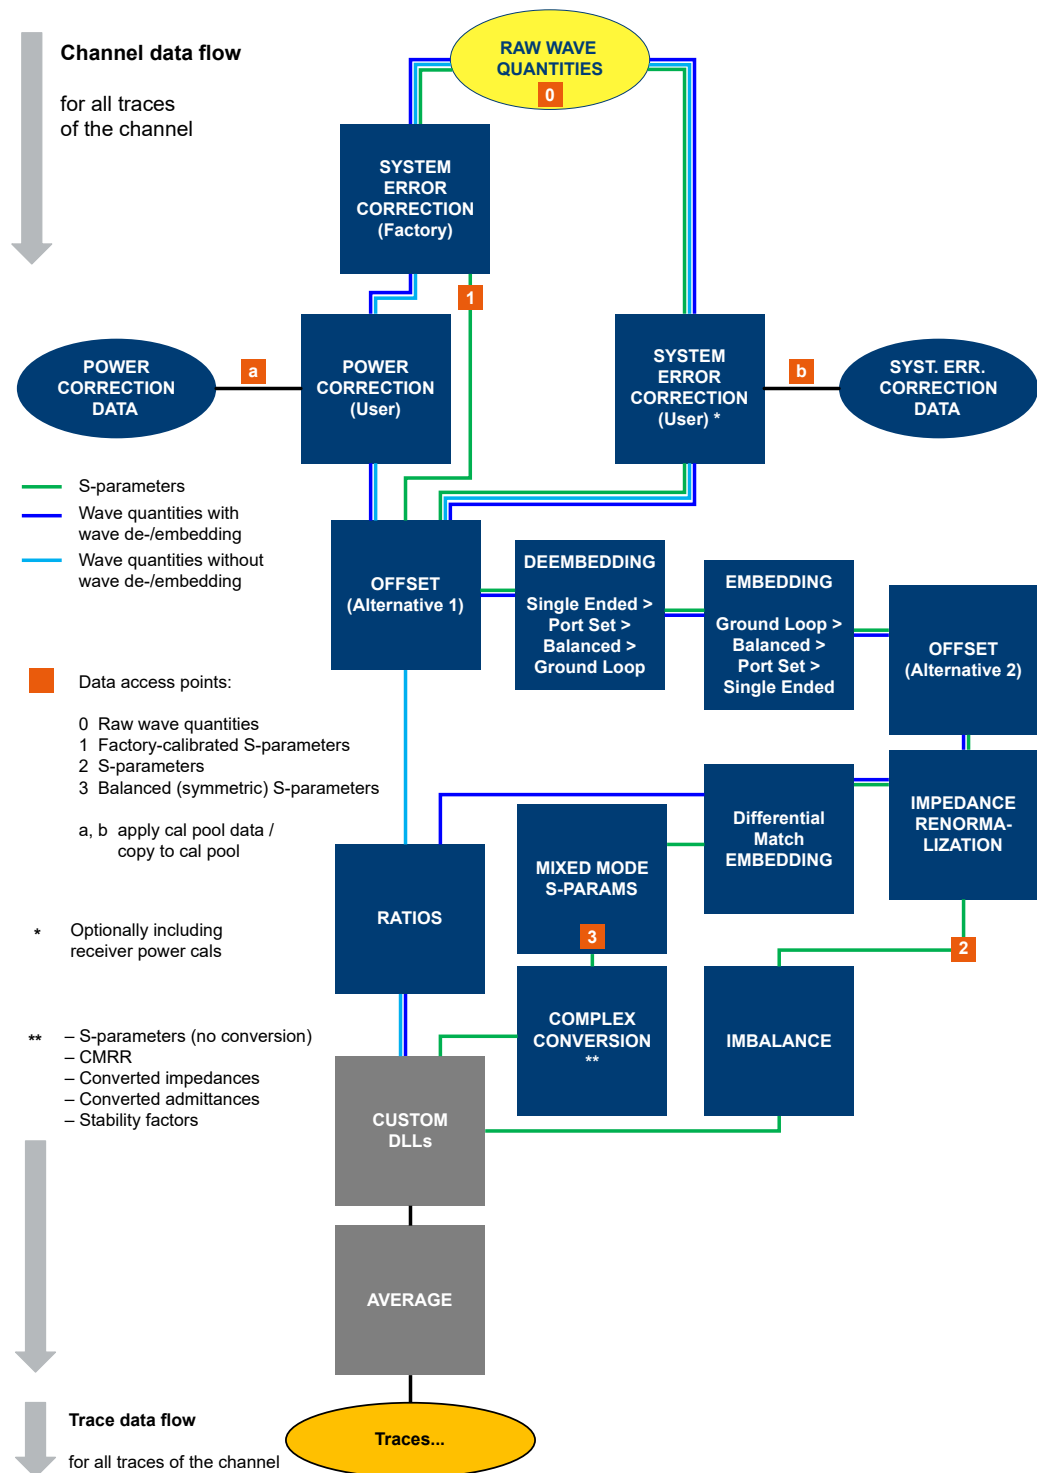 Channel data flow
for all traces
of the channel
RAW WAVE
QUANTITIES
0
SYSTEM
ERROR
CORRECTION
(Factory)
1
POWER
CORRECTION
DATA
a
POWER
CORRECTION
(User)
SYSTEM
ERROR
CORRECTION
(User) *
b
SYST. ERR.
CORRECTION
DATA
S-parameters
Wave quantities with
wave de-/embedding
Wave quantities without
wave de-/embedding
OFFSET
(Alternative 1)
DEEMBEDDING
Single Ended >
Port Set >
Balanced >
Ground Loop
EMBEDDING
Ground Loop >
Balanced >
Port Set >
Single Ended
OFFSET
(Alternative 2)
Data access points:
0 Raw wave quantities
1 Factory-calibrated S-parameters
2 S-parameters
3 Balanced (symmetric) S-parameters
a, b apply cal pool data /
copy to cal pool
IMPEDANCE
RENORMA-
LIZATION
Differential
Match
EMBEDDING
MIXED MODE
S-PARAMS
3
RATIOS
2
* Optionally including
receiver power cals
COMPLEX
CONVERSION
**
IMBALANCE
** – S-parameters (no conversion)
– CMRR
– Converted impedances
– Converted admittances
– Stability factors
CUSTOM
DLLs
AVERAGE
Trace data flow
for all traces of the channel
Traces...